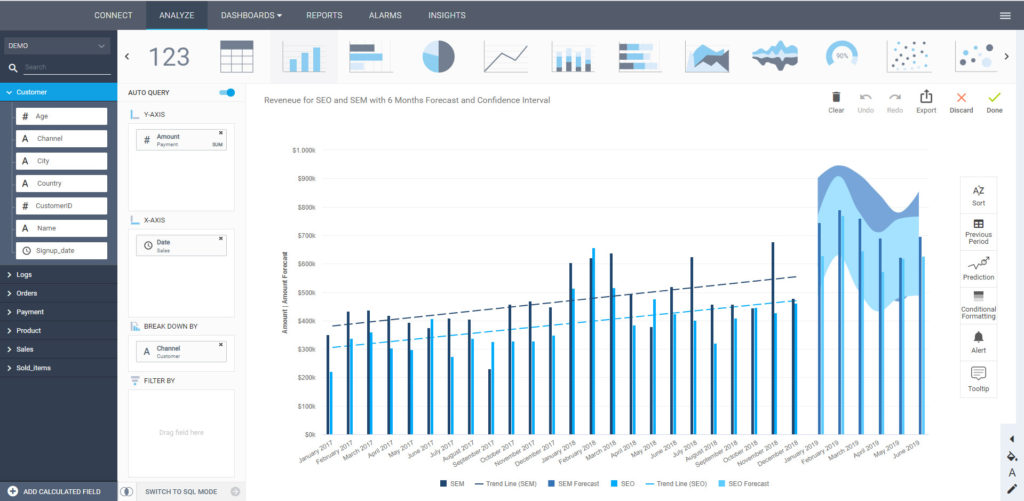 CONNECT
ANALYZE
DASHBOARDS
REPORTS
ALARMS
INSIGHTS
DEMO
Search
Customer
# Age
A Channel
A City
A Country
# CustomerID
A Name
Signup_date
Logs
Orders
Payment
Product
Sales
Sold_items
ADD CALCULATED FIELD
123
90%
AUTO QUERY
Y-AXIS
# Amount
Payment SUM
X-AXIS
Date
Sales
BREAK DOWN BY
A Channel
Customer
FILTER BY
Drag field here
SWITCH TO SQL MODE
Reveneue for SEO and SEM with 6 Months Forecast and Confidence Interval
Clear
Undo
Redo
Export
Discard
Done
Amount | Amount Forecast
$1.000k
$900k
$800k
$700k
$600k
$500k
$400k
$300k
$200k
$100k
$0k
January 2017
February 2017
March 2017
April 2017
May 2017
June 2017
July 2017
August 2017
September 2017
October 2017
November 2017
December 2017
January 2018
February 2018
March 2018
April 2018
May 2018
June 2018
July 2018
August 2018
September 2018
October 2018
November 2018
December 2018
January 2019
February 2019
March 2019
April 2019
May 2019
June 2019
SEM
Trend Line (SEM)
SEM Forecast
SEO
Trend Line (SEO)
SEO Forecast
AZ
Sort
Previous
Period
Prediction
Conditional
Formatting
Alert
Tooltip
A